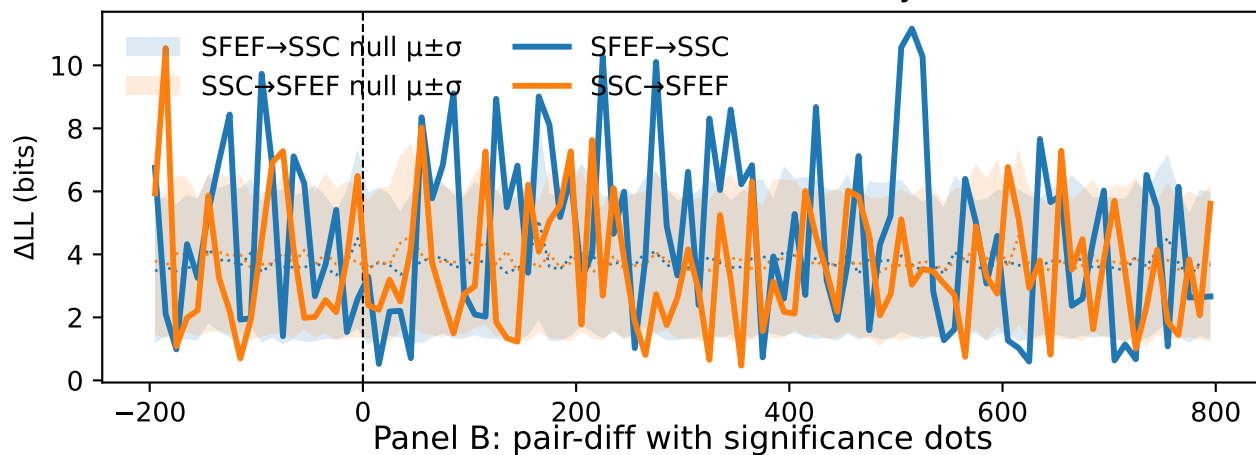 SFEF→SSC null μ±σ
SSC→SFEF null μ±σ
SFEF→SSC
SSC→SFEF
ΔLL (bits)
10
8
6
4
2
0
−200 0 200 400 600 800
Panel B: pair-diff with significance dots